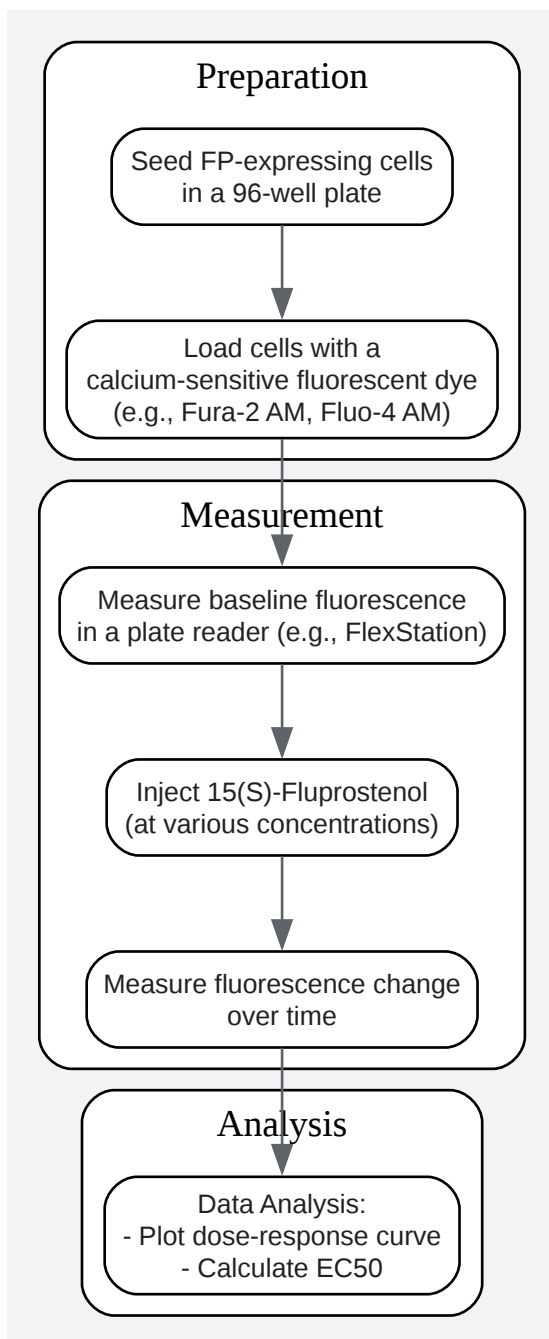 Preparation
Seed FP-expressing cells
in a 96-well plate
Load cells with a
calcium-sensitive fluorescent dye
(e.g., Fura-2 AM, Fluo-4 AM)
Measurement
Measure baseline fluorescence
in a plate reader (e.g., FlexStation)
Inject 15(S)-Fluprostenol
(at various concentrations)
Measure fluorescence change
over time
Analysis
Data Analysis:
- Plot dose-response curve
- Calculate EC50